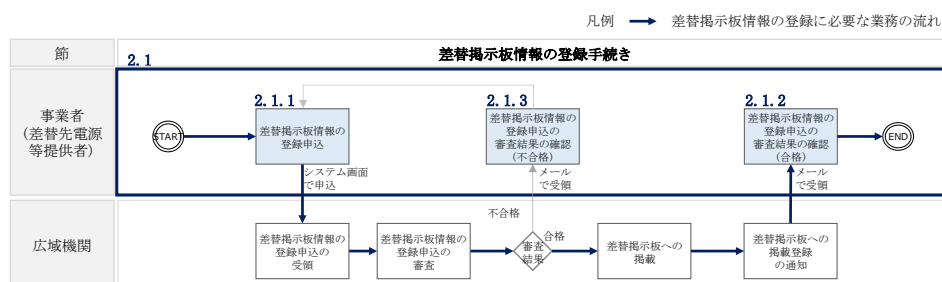 凡例 差替掲示板情報の登録に必要な業務の流れ
節
差替掲示板情報の登録手続き
2.1
事業者
(差替先電源
等提供者)
START
2.1.1
差替掲示板情報の
登録申込
2.1.3
差替掲示板情報の
登録申込の
審査結果の確認
(不合格)
2.1.2
差替掲示板情報の
登録申込の
審査結果の確認
(合格)
END
システム画面
で申込
メール
で受領
メール
で受領
広域機関
差替掲示板情報の
登録申込の
受領
差替掲示板情報の
登録申込の
審査
不合格
審査
結果
合格
差替掲示板への
掲載
差替掲示板への
掲載登録
の通知